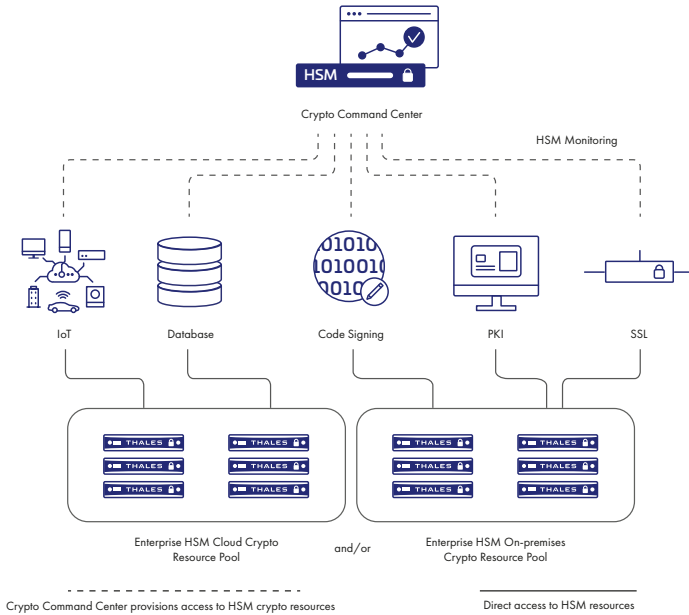 HSM
Crypto Command Center
HSM Monitoring
01010
1010010
0010
IoT
Database
Code Signing
PKI
SSL
THALES THALES THALES THALES
THALES THALES THALES THALES
THALES THALES THALES THALES
Enterprise HSM Cloud Crypto
Resource Pool
and/or
Enterprise HSM On-premises
Crypto Resource Pool
Crypto Command Center provisions access to HSM crypto resources
Direct access to HSM resources